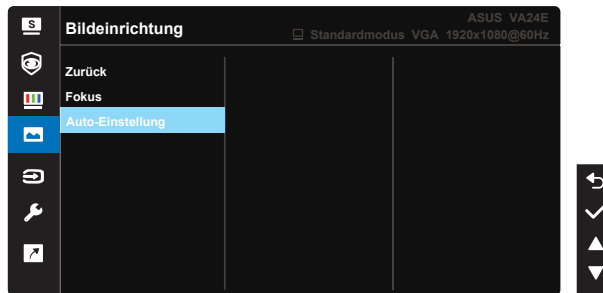 S
Bildeinrichtung
ASUS VA24E
Standardmodus VGA 1920x1080@60Hz
Zurück
Fokus
Auto-Einstellung